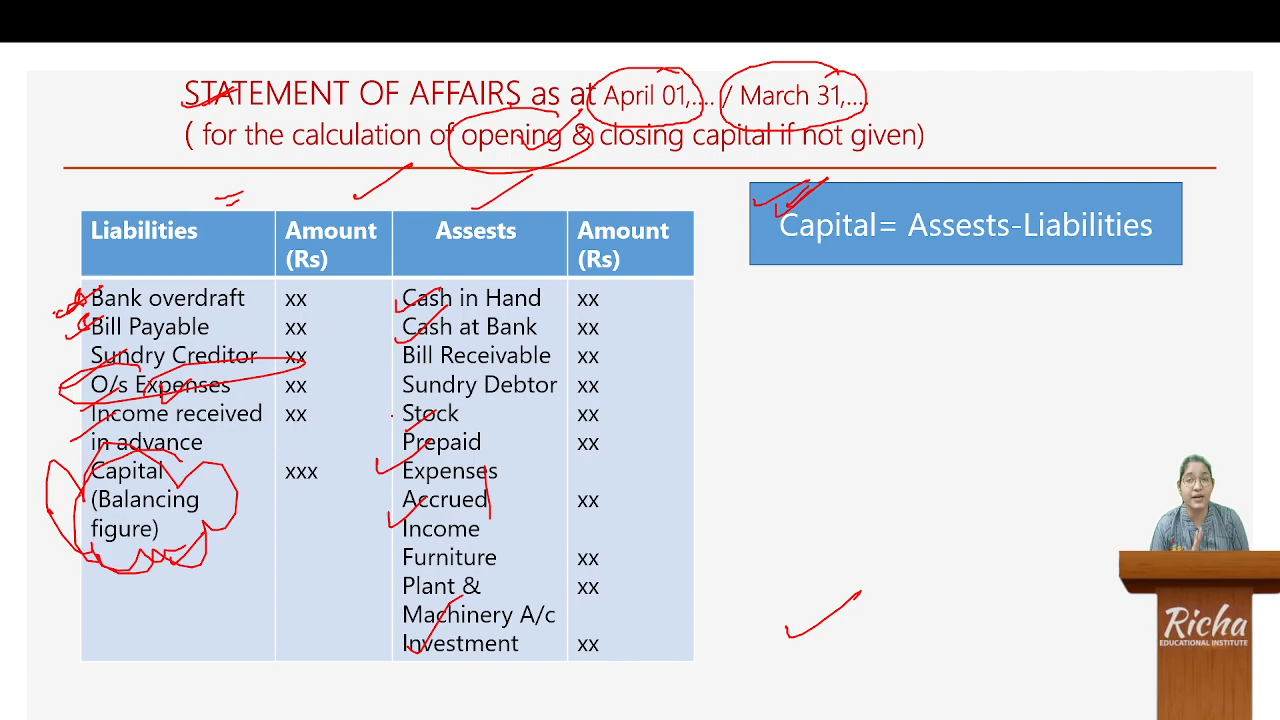 STATEMENT OF AFFAIRS as at April 01,.... / March 31,....
( for the calculation of opening & closing capital if not given)
Capital= Assests-Liabilities
Liabilities Amount (Rs) Assests Amount (Rs)
Bank overdraft xx Cash in Hand xx
Bill Payable xx Cash at Bank xx
Sundry Creditor xx Bill Receivable xx
O/s Expenses xx Sundry Debtor xx
Income received xx Stock xx
in advance Prepaid xx
Capital xxx Expenses
(Balancing Accrued xx
figure) Income
Furniture xx
Plant & xx
Machinery A/c
Investment xx
Richa
EDUCATIONAL INSTITUTE